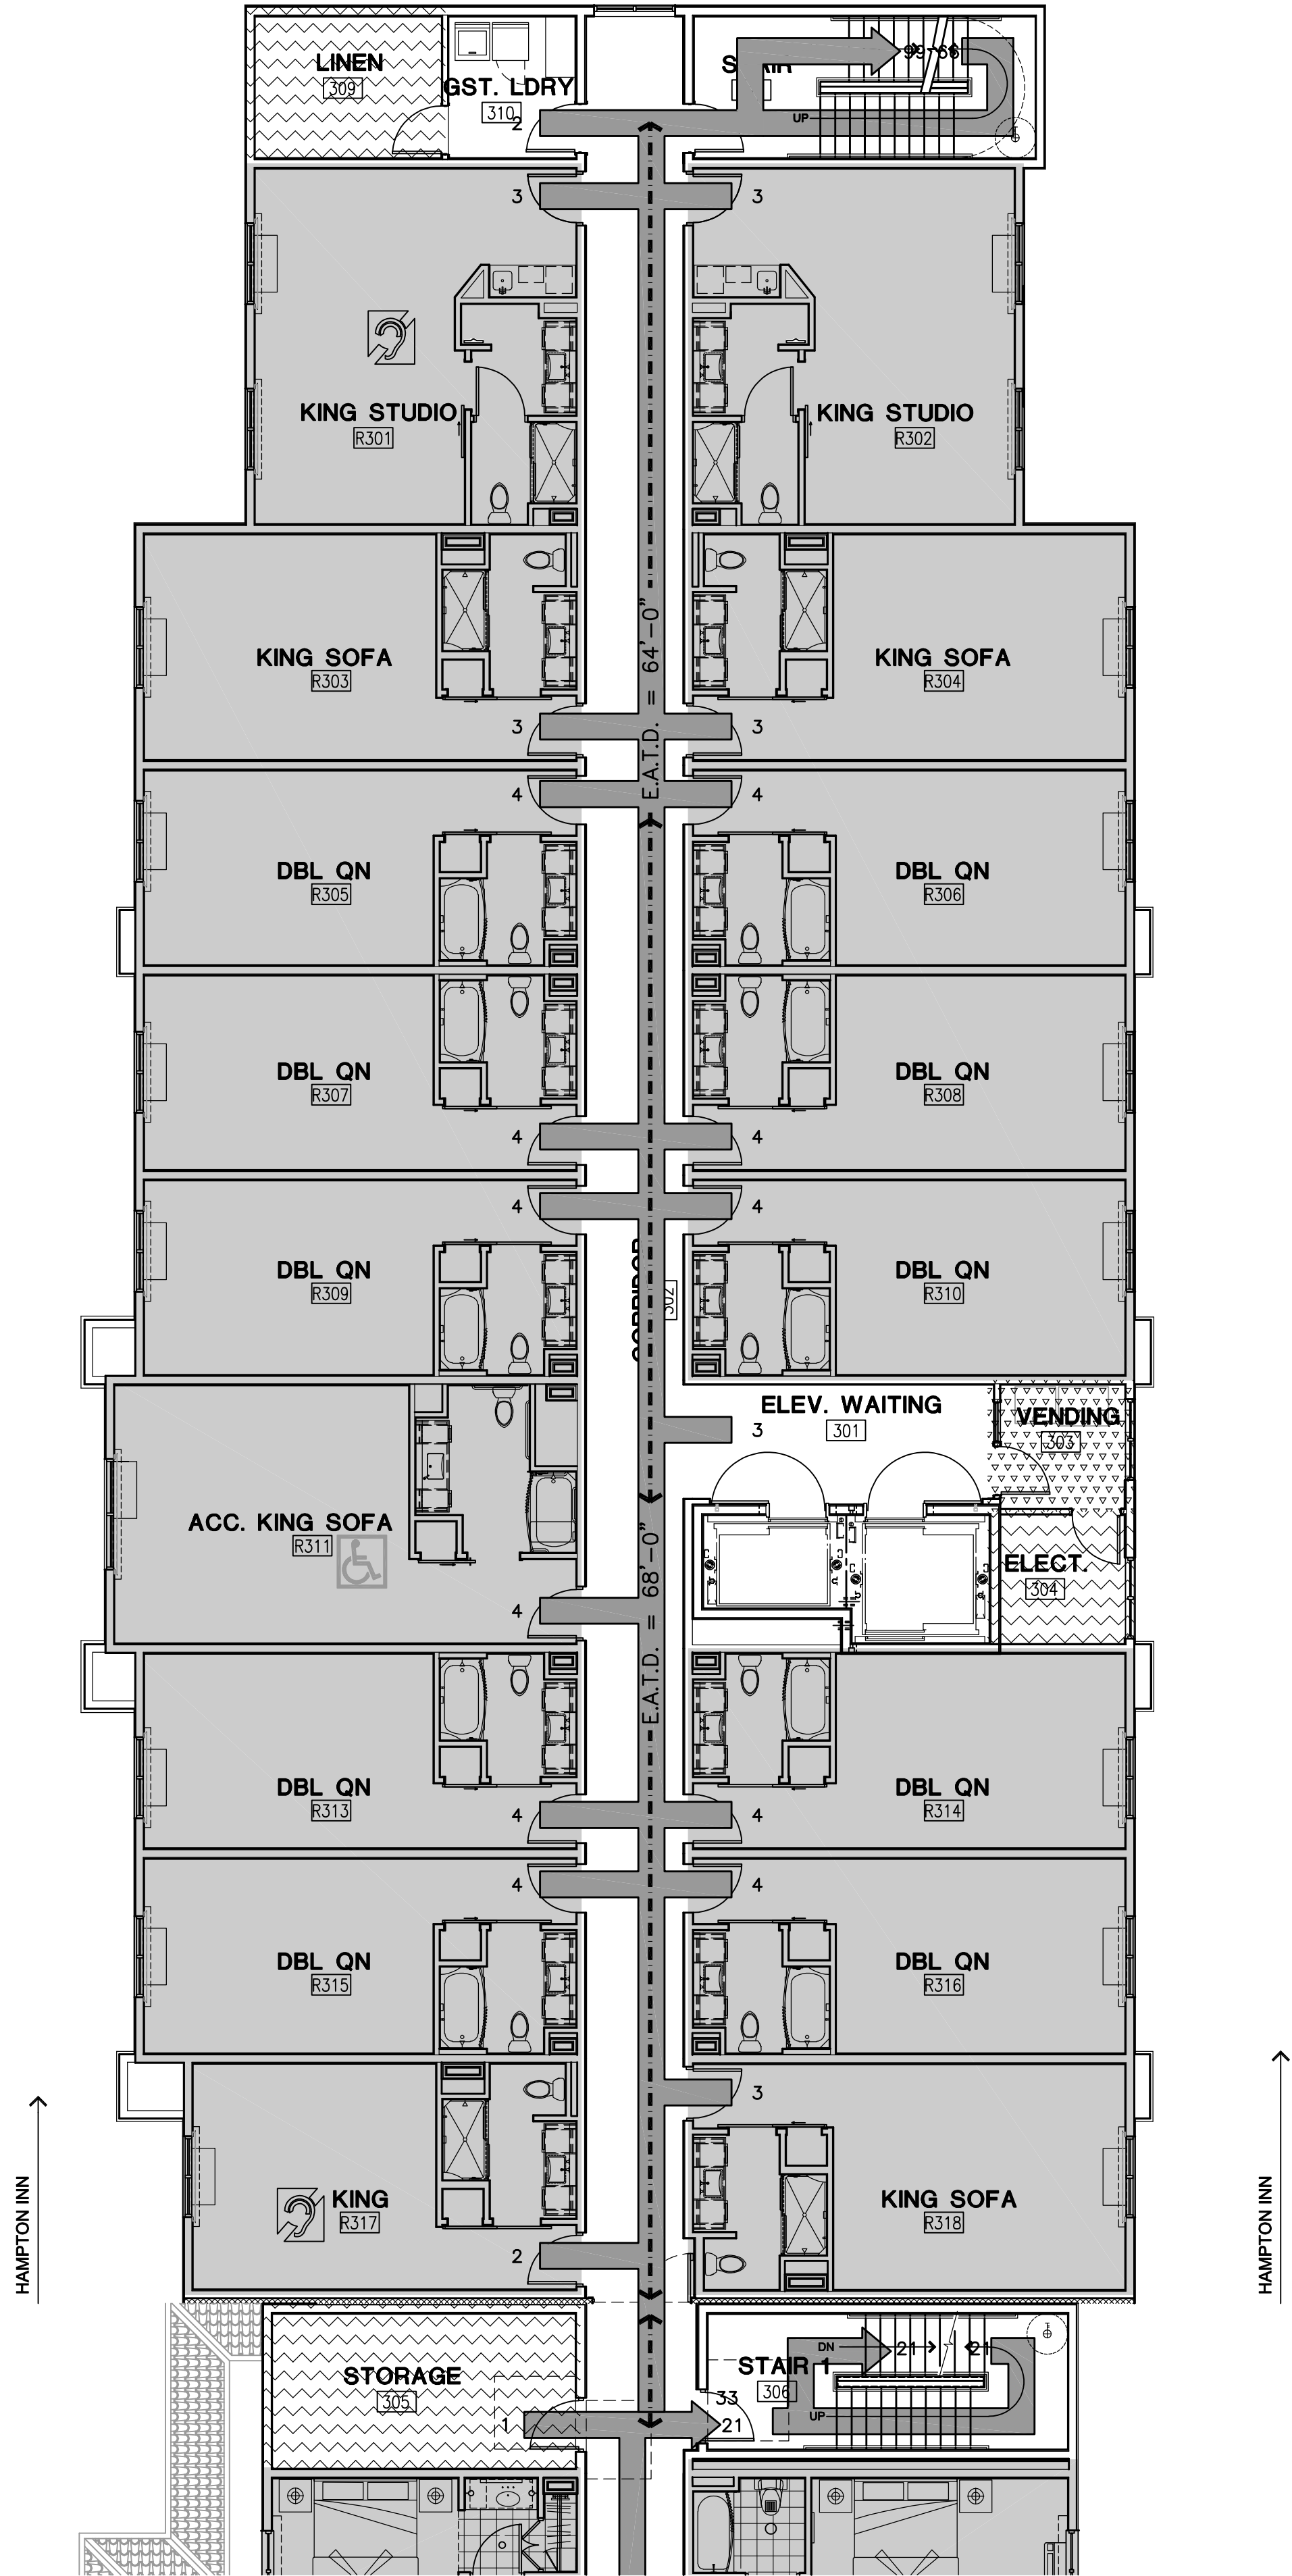 LINEN
309
GST. LDRY
310
2
UP
3
3
KING STUDIO
R301
KING STUDIO
R302
KING SOFA
R303
KING SOFA
R304
E.A.T.D. = 64'-0"
3
3
4
4
DBL QN
R305
DBL QN
R306
DBL QN
R307
DBL QN
R308
4
4
4
4
DBL QN
R309
DBL QN
R310
302
ELEV. WAITING
301
VENDING
303
3
ACC. KING SOFA
R311
ELECT.
304
E.A.T.D. = 68'-0"
4
DBL QN
R313
DBL QN
R314
4
4
4
4
DBL QN
R315
DBL QN
R316
3
KING
R317
KING SOFA
R318
2
HAMPTON INN
HAMPTON INN
STORAGE
305
STAIR 1
306
DN
21
21
UP
33
21
1